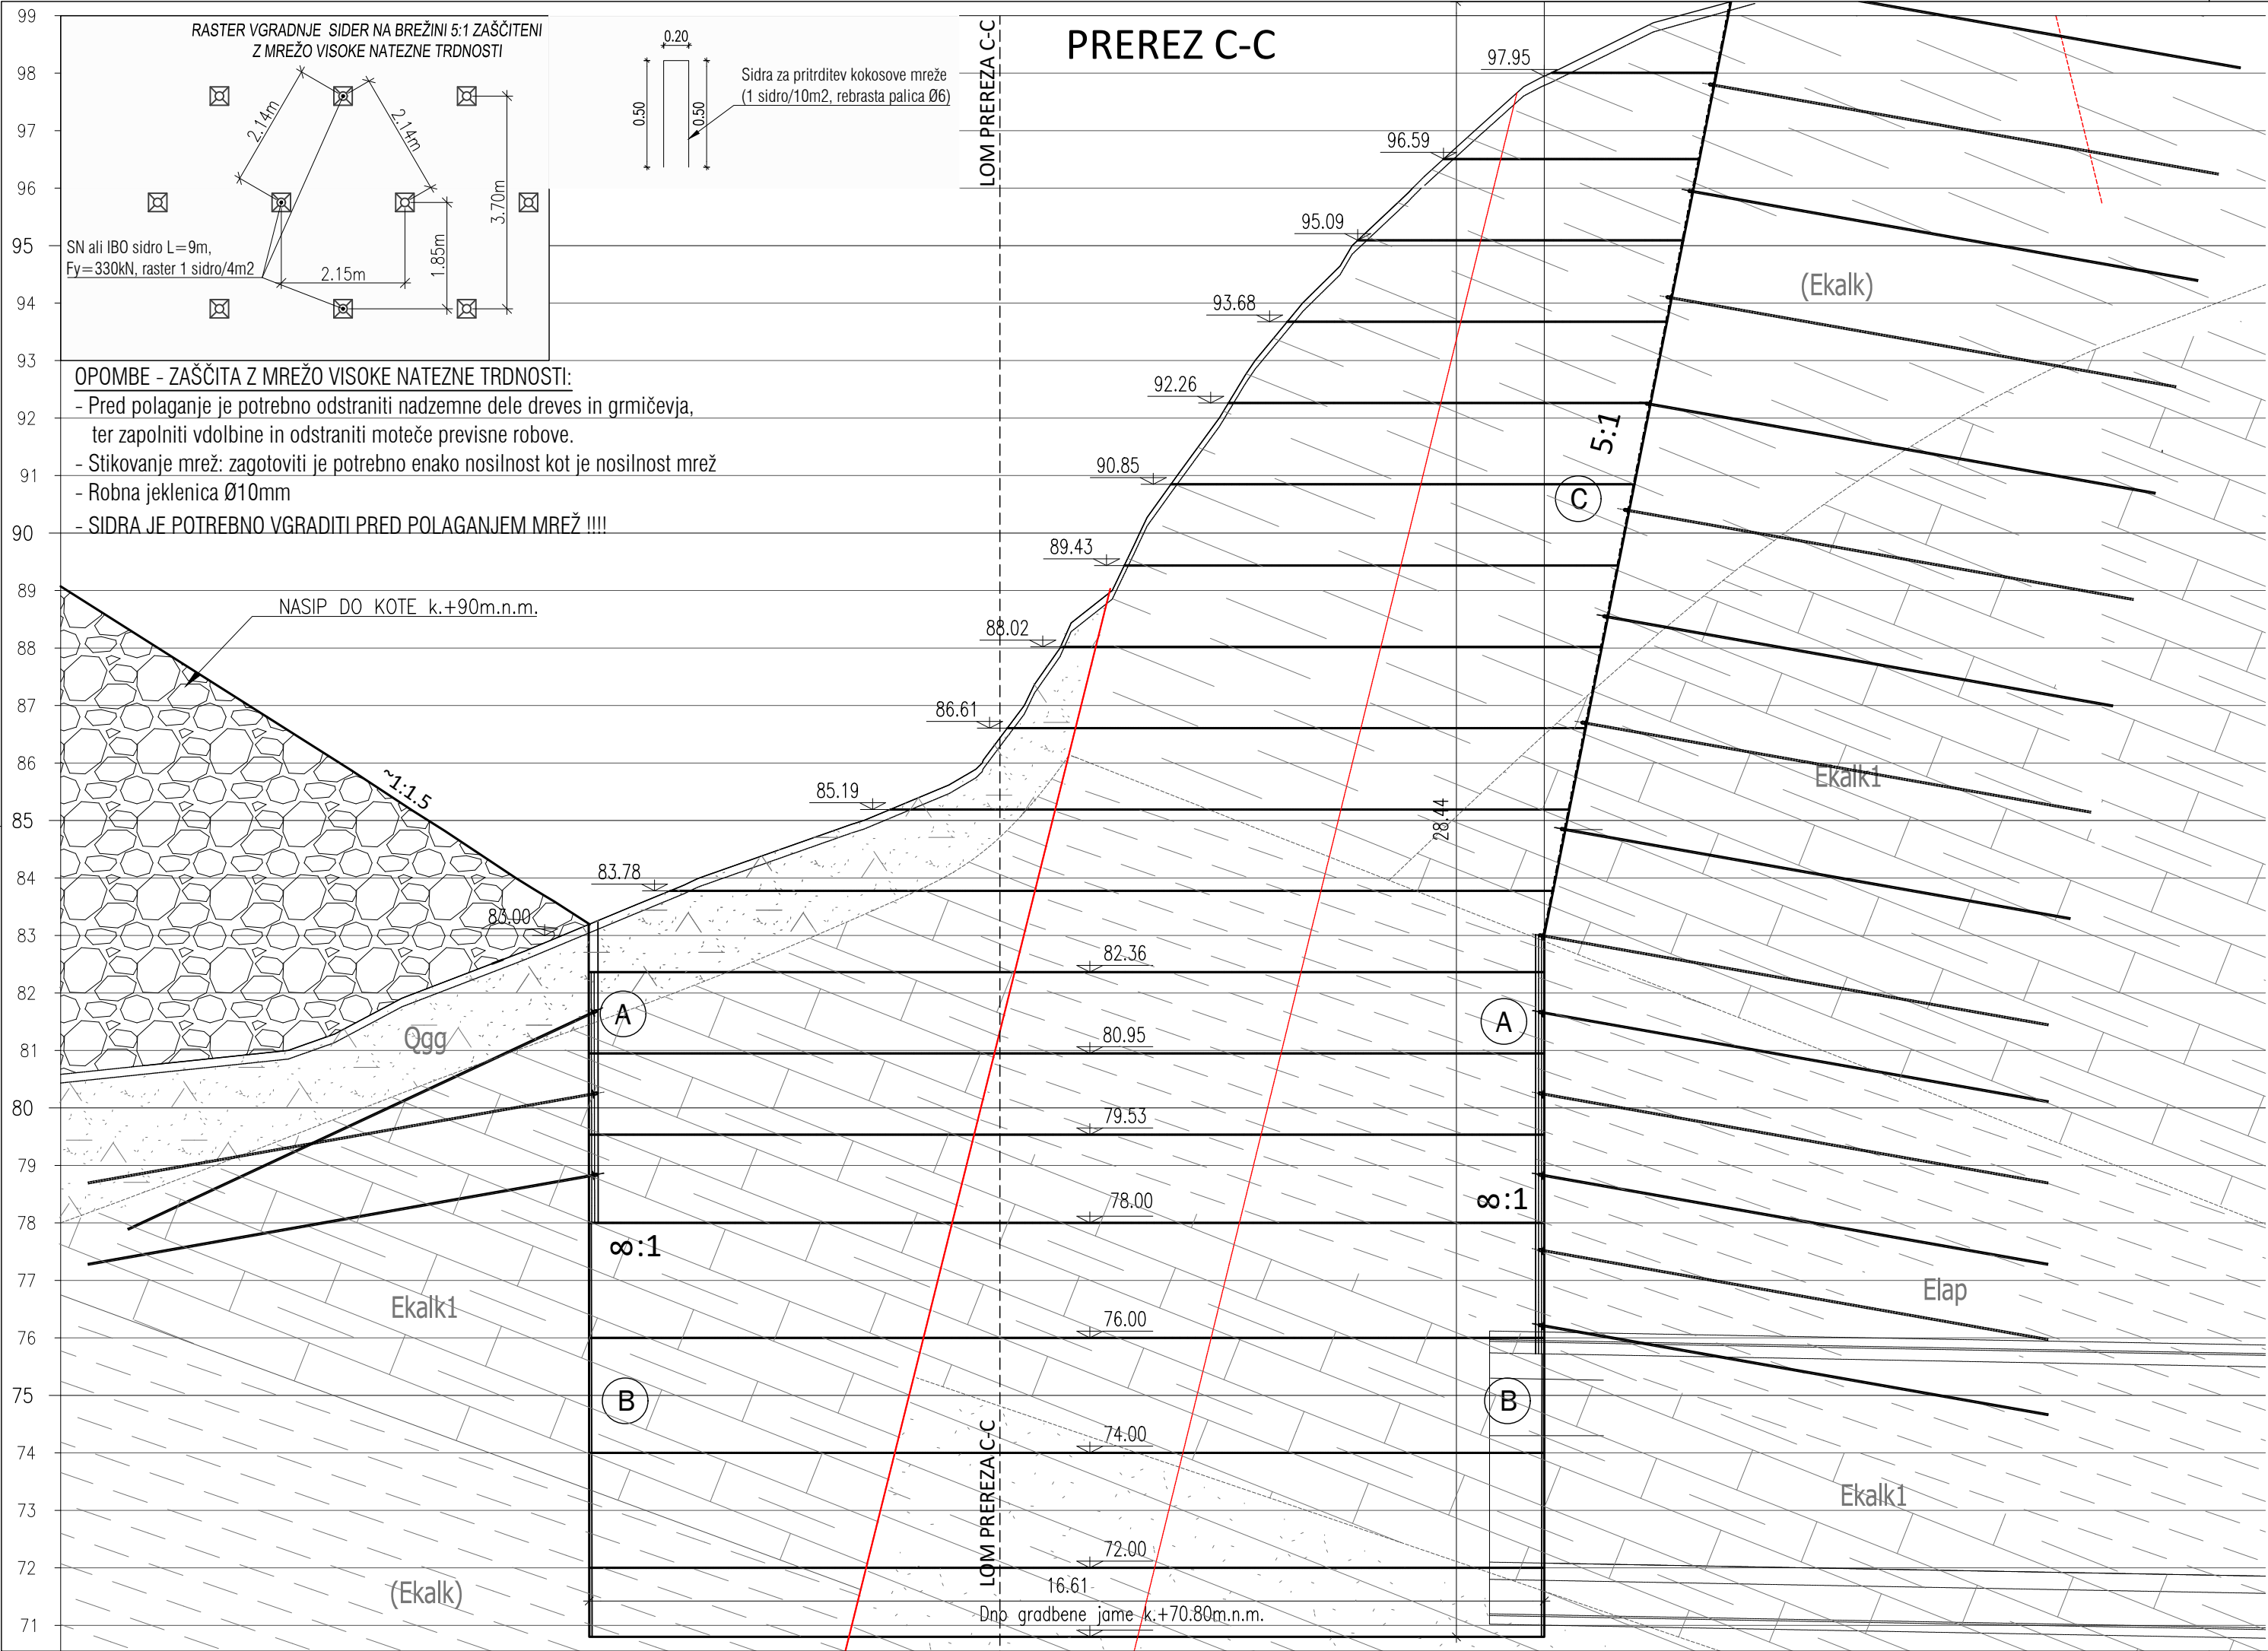 PREREZ C-C
RASTER VGRADNJE SIDER NA BREŽINI 5:1 ZAŠČITENI
Z MREŽO VISOKE NATEZNE TRDNOSTI
2.14m
2.14m
3.70m
1.85m
2.15m
SN ali IBO sidro L=9m,
Fy=330kN, raster 1 sidro/4m2
0.20
0.50
0.50
Sidra za pritrditev kokosove mreže
(1 sidro/10m2, rebrasta palica Ø6)
LOM PREREZA C-C
OPOMBE - ZAŠČITA Z MREŽO VISOKE NATEZNE TRDNOSTI:
- Pred polaganje je potrebno odstraniti nadzemne dele dreves in grmičevja,
ter zapolniti vdolbine in odstraniti moteče previsne robove.
- Stikovanje mrež: zagotoviti je potrebno enako nosilnost kot je nosilnost mrež
- Robna jeklenica Ø10mm
- SIDRA JE POTREBNO VGRADITI PRED POLAGANJEM MREŽ !!!!
NASIP DO KOTE k.+90m.n.m.
~1:1.5
99
98
97
96
95
94
93
92
91
90
89
88
87
86
85
84
83
82
81
80
79
78
77
76
75
74
73
72
71
97.95
96.59
95.09
93.68
92.26
90.85
89.43
88.02
86.61
85.19
83.78
83.00
82.36
80.95
79.53
78.00
76.00
74.00
72.00
16.61
Dno gradbene jame k.+70.80m.n.m.
28.44
5:1
C
(Ekalk)
Ekalk1
A
A
Qgg
∞:1
∞:1
Ekalk1
Elap
B
B
LOM PREREZA C-C
Ekalk1
(Ekalk)